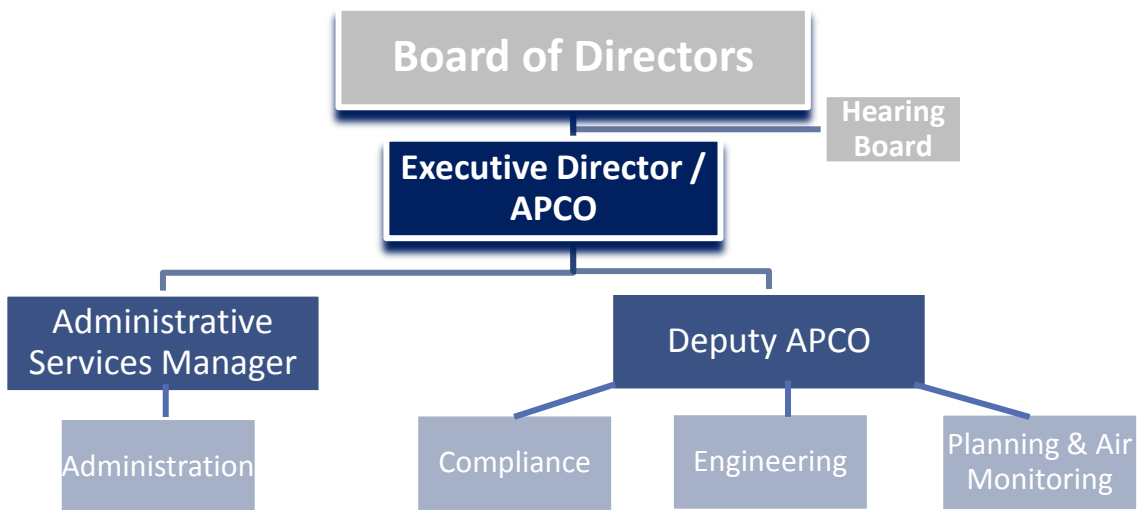 Board of Directors
Hearing
Board
Executive Director /
APCO
Administrative
Services Manager
Deputy APCO
Administration
Compliance
Engineering
Planning & Air
Monitoring